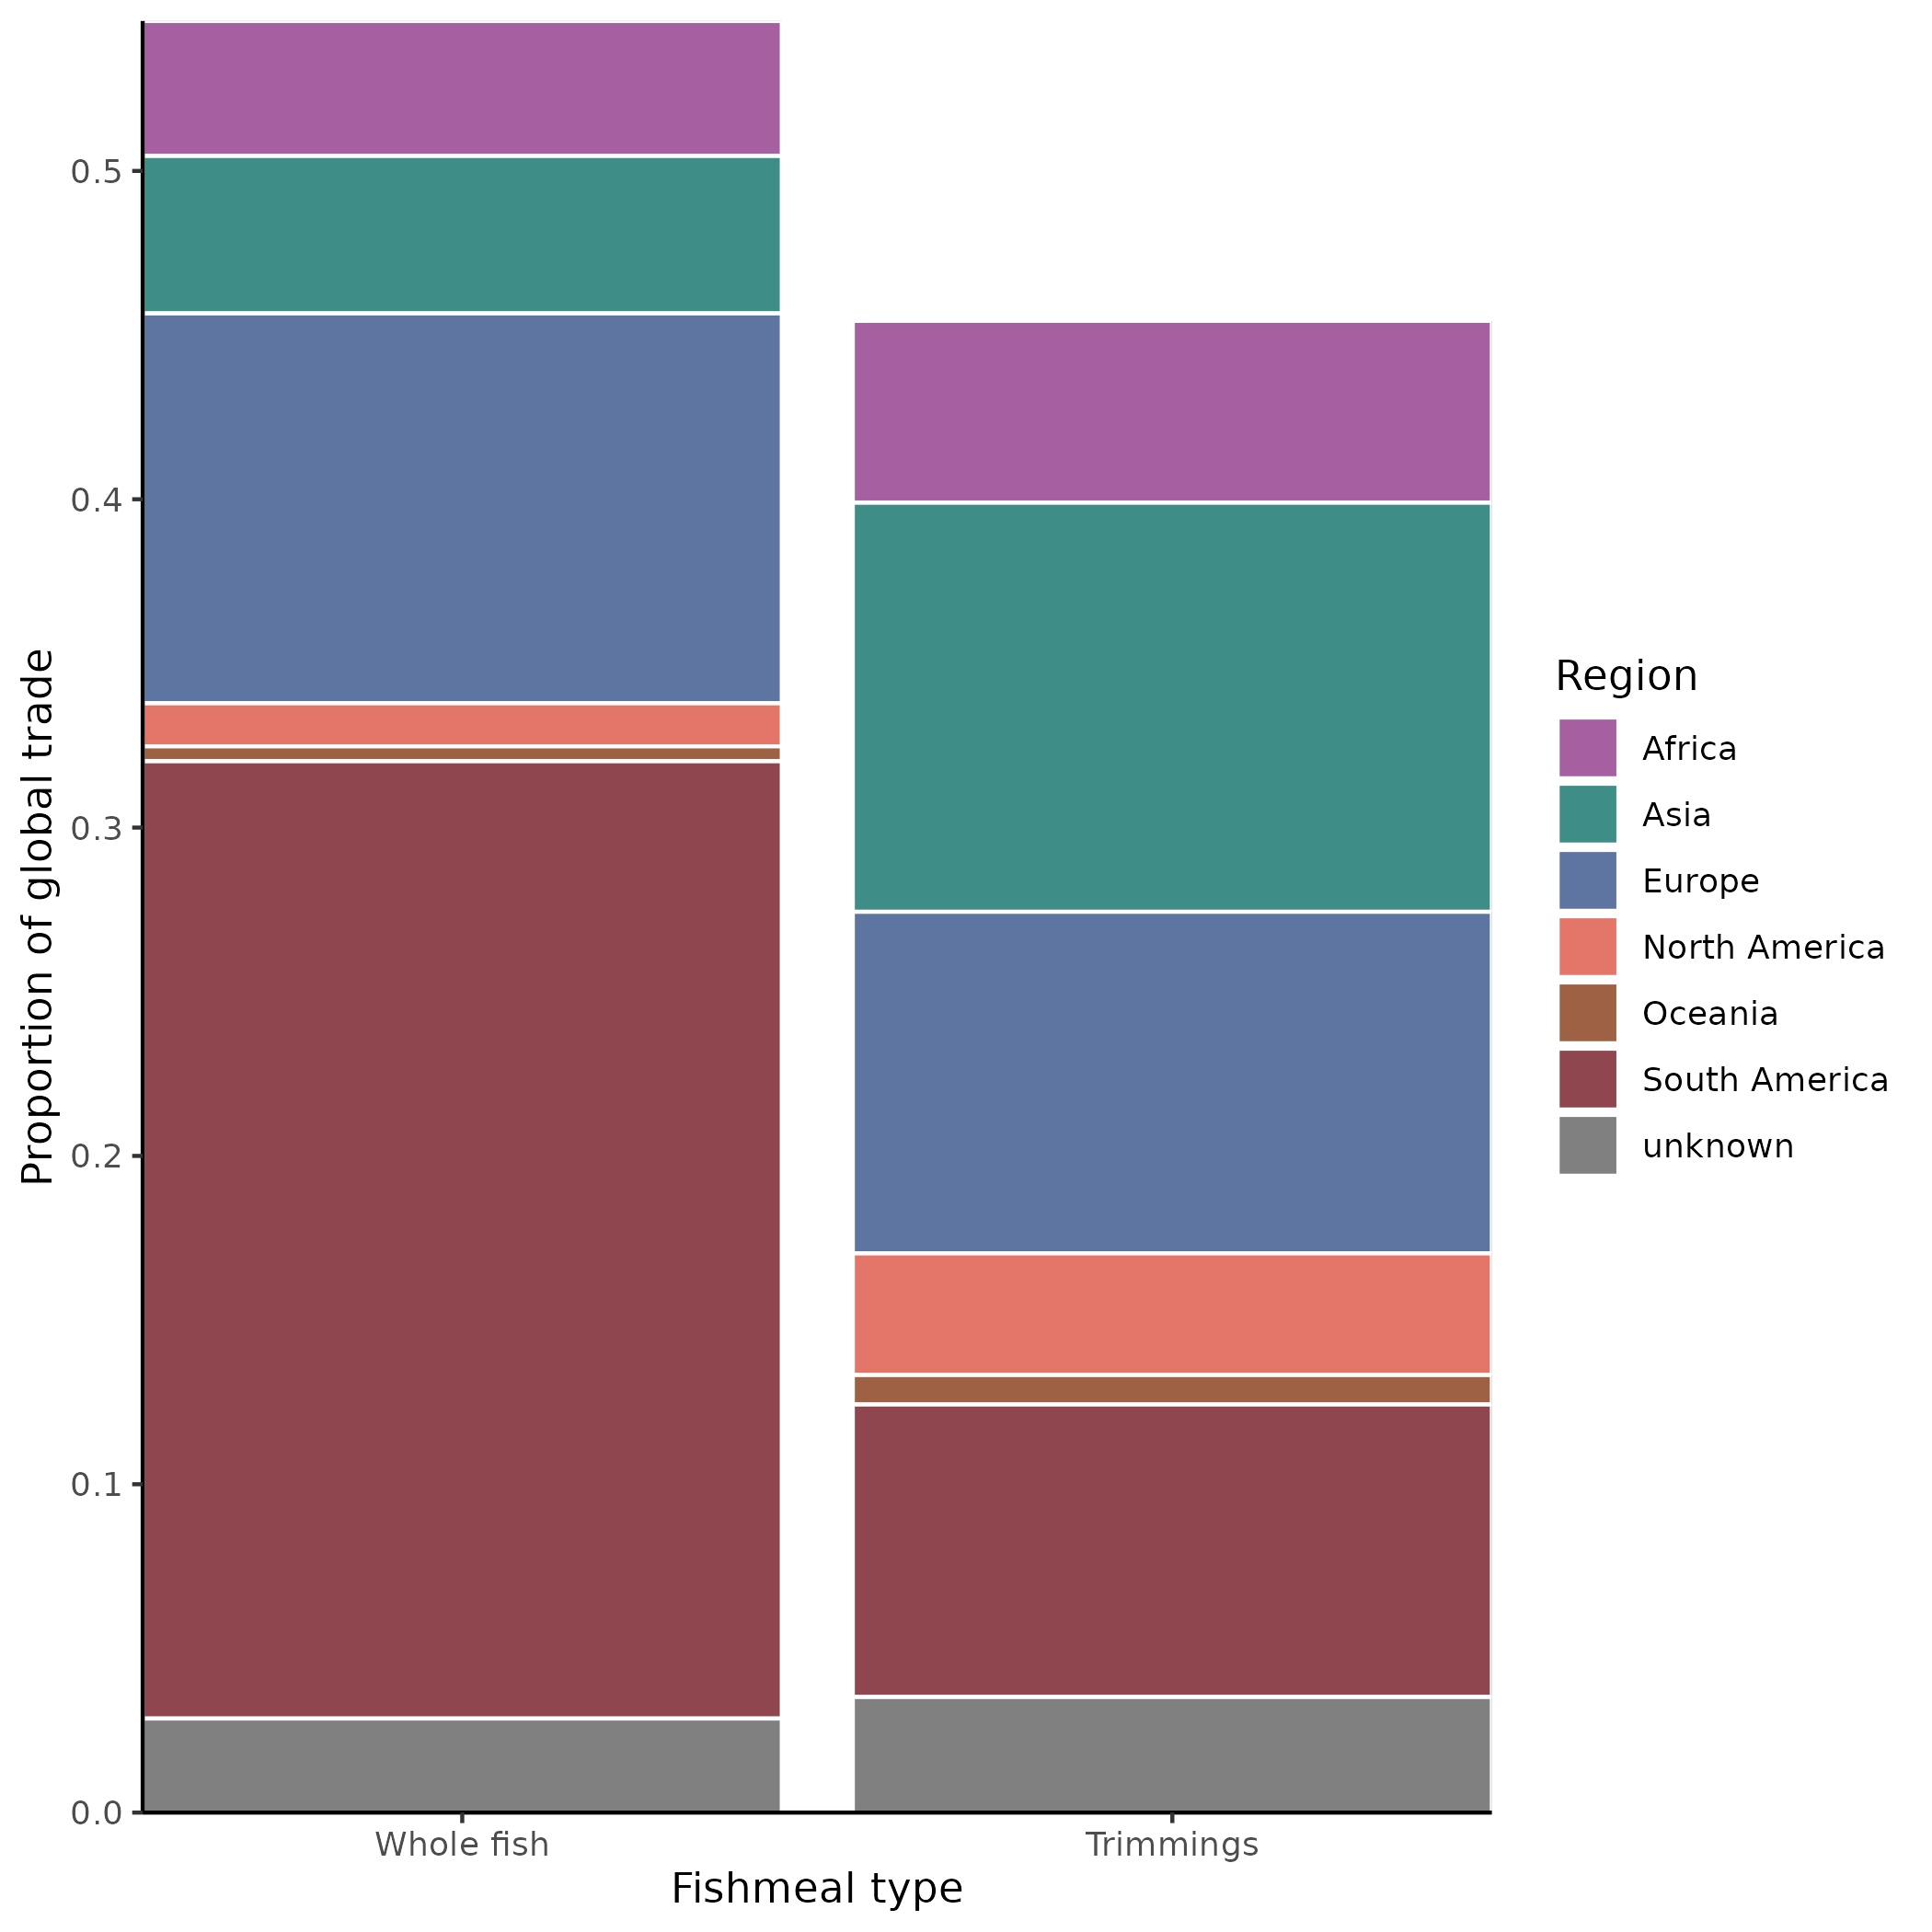 Proportion of global trade
0.5
0.4
0.3
0.2
0.1
0.0
Whole fish
Trimmings
Fishmeal type
Region
Africa
Asia
Europe
North America
Oceania
South America
unknown